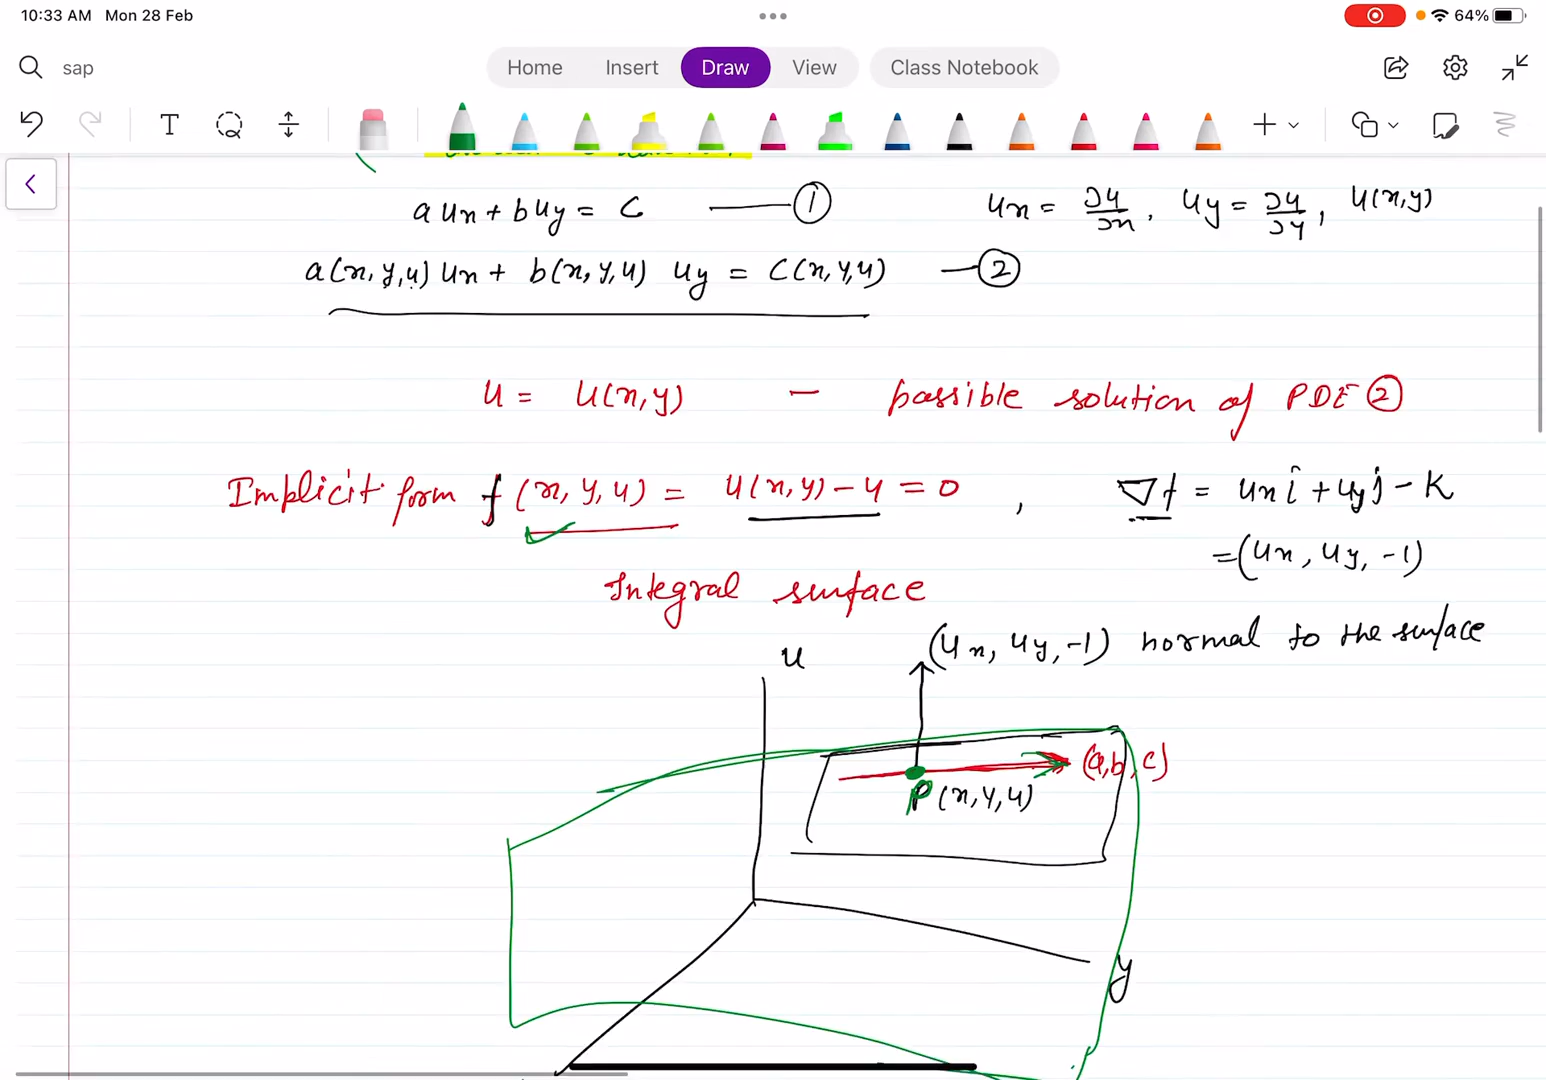 10:33 AM Mon 28 Feb
64%
sap
Home Insert Draw View Class Notebook
T
a ux + b uy = c — ①
ux = ∂u/∂x, uy = ∂u/∂y, u(x,y)
a(x,y,u) ux + b(x,y,u) uy = c(x,y,u) — ②
u = u(x,y) — possible solution of PDE ②
Implicit form f(x,y,u) = u(x,y) - u = 0, ∇f = ux i + uy j - k
= (ux, uy, -1)
Integral surface
(ux, uy, -1) normal to the surface
u
(a,b,c)
P(x,y,u)
y